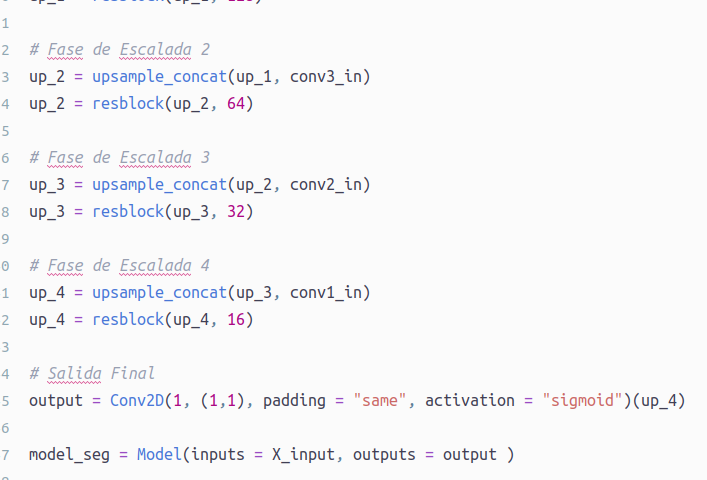 1
2 # Fase de Escalada 2
3 up_2 = upsample_concat(up_1, conv3_in)
4 up_2 = resblock(up_2, 64)
5
6 # Fase de Escalada 3
7 up_3 = upsample_concat(up_2, conv2_in)
8 up_3 = resblock(up_3, 32)
9
0 # Fase de Escalada 4
1 up_4 = upsample_concat(up_3, conv1_in)
2 up_4 = resblock(up_4, 16)
3
4 # Salida Final
5 output = Conv2D(1, (1,1), padding = "same", activation = "sigmoid")(up_4)
6
7 model_seg = Model(inputs = X_input, outputs = output )